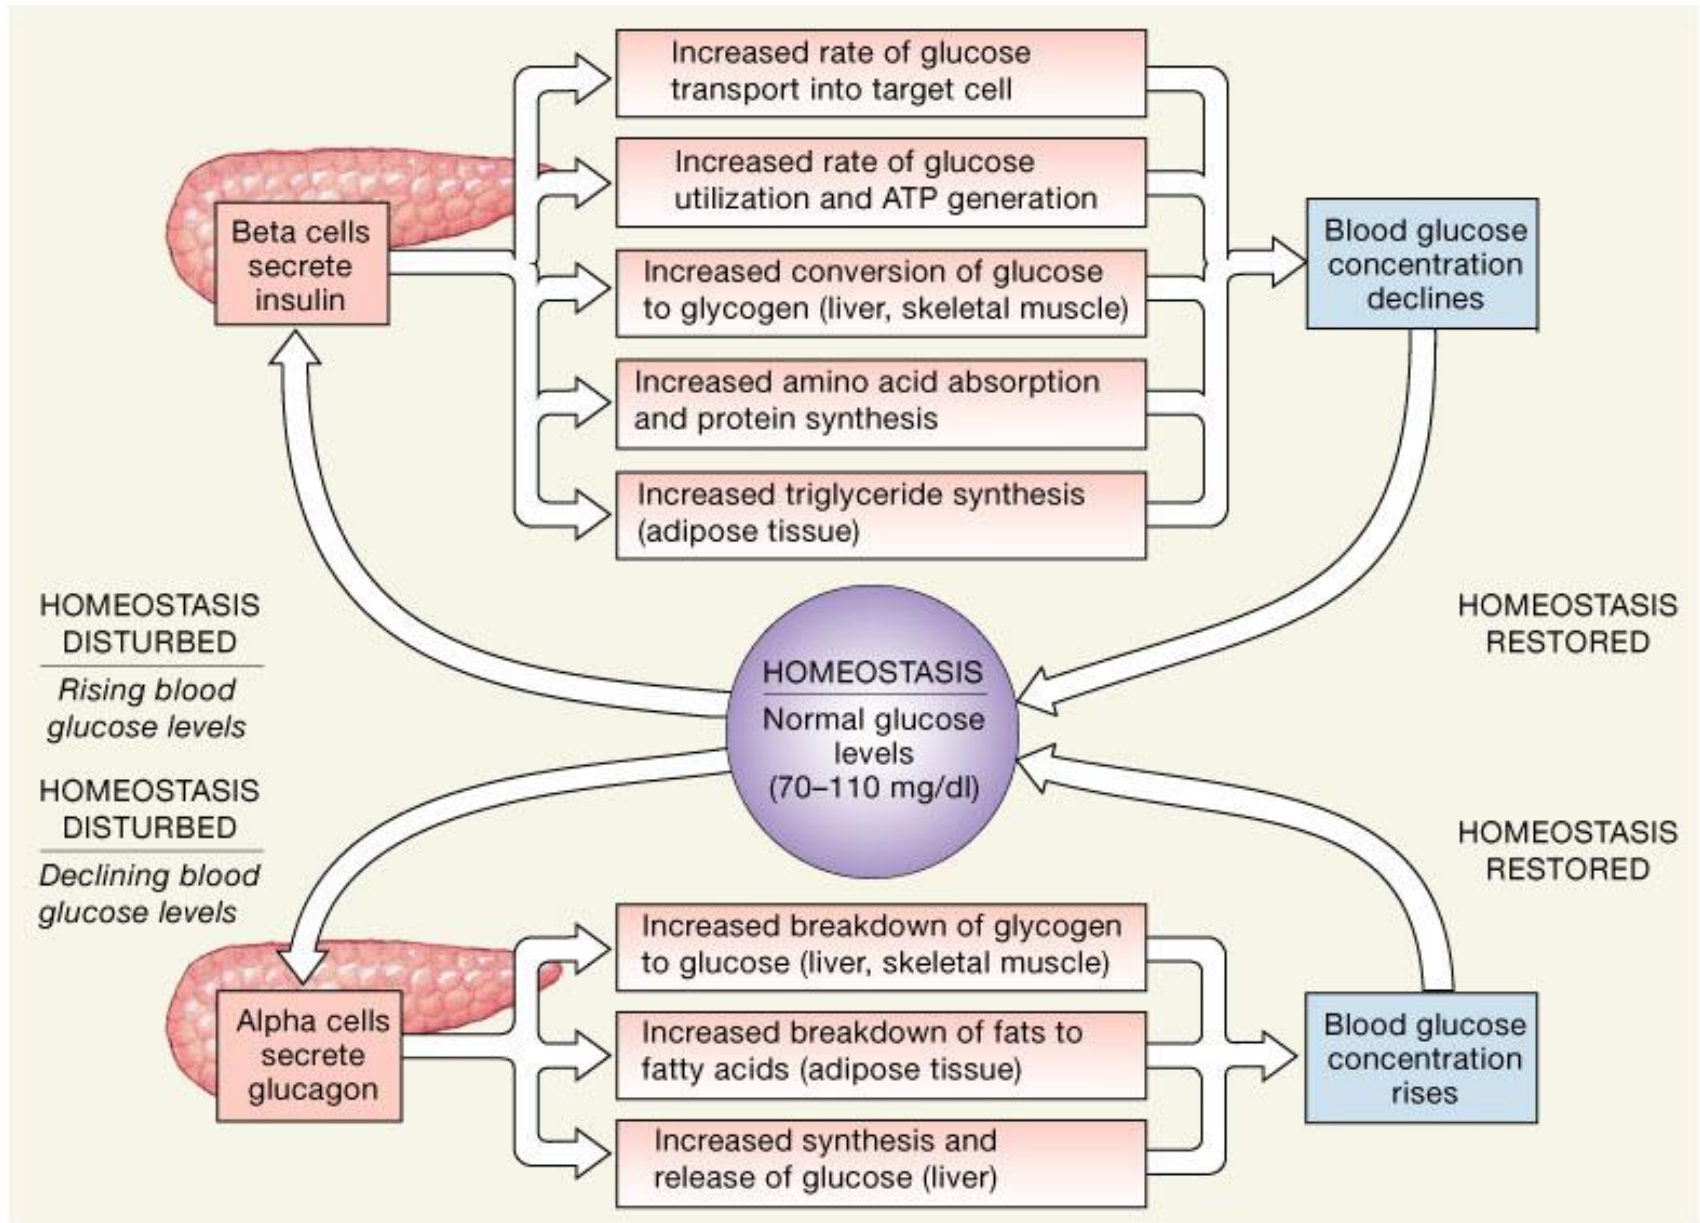 Increased rate of glucose
transport into target cell
Increased rate of glucose
utilization and ATP generation
Beta cells
secrete
insulin
Increased conversion of glucose
to glycogen (liver, skeletal muscle)
Blood glucose
concentration
declines
Increased amino acid absorption
and protein synthesis
Increased triglyceride synthesis
(adipose tissue)
HOMEOSTASIS
DISTURBED
Rising blood
glucose levels
HOMEOSTASIS
Normal glucose
levels
(70–110 mg/dl)
HOMEOSTASIS
RESTORED
HOMEOSTASIS
DISTURBED
Declining blood
glucose levels
HOMEOSTASIS
RESTORED
Alpha cells
secrete
glucagon
Increased breakdown of glycogen
to glucose (liver, skeletal muscle)
Increased breakdown of fats to
fatty acids (adipose tissue)
Increased synthesis and
release of glucose (liver)
Blood glucose
concentration
rises